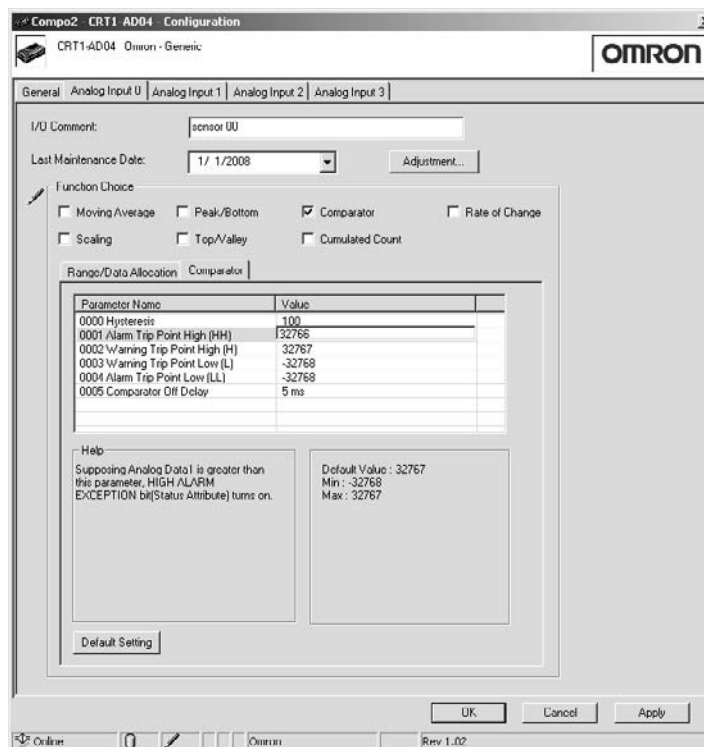 Compo2 - CRT1-AD04 - Configuration
CRT1-AD04 Omron - Generic
OMRON
General Analog Input 0 Analog Input 1 Analog Input 2 Analog Input 3
I/O Comment: sensor 00
Last Maintenance Date: 1/ 1/2008 Adjustment...
Function Choice
Moving Average Peak/Bottom Comparator Rate of Change
Scaling Top/Valley Cumulated Count
Range/Data Allocation Comparator
Parameter Name Value
0000 Hysteresis 100
0001 Alarm Trip Point High (HH) 32766
0002 Warning Trip Point High (H) 32767
0003 Warning Trip Point Low (L) -32768
0004 Alarm Trip Point Low (LL) -32768
0005 Comparator Off Delay 5 ms
Help
Supposing Analog Data1 is greater than
this parameter, HIGH ALARM
EXCEPTION bit(Status Attribute) turns on.
Default Value : 32767
Min : -32768
Max : 32767
Default Setting
OK Cancel Apply
Online Omron Rev 1.02